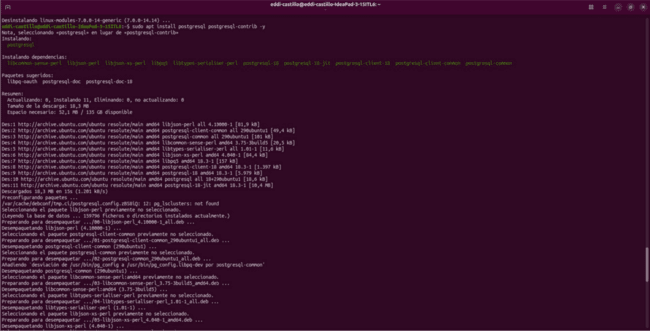 eddi-castillo@eddi-castillo-IdeaPad-3-15ITL6: ~
Desinstalando linux-modules-7.0.0-14-generic (7.0.0-14.14) ...
eddi-castillo@eddi-castillo-IdeaPad-3-15ITL6:~$ sudo apt install postgresql postgresql-contrib -y
Nota, seleccionando «postgresql» en lugar de «postgresql-contrib»
Instalando:
postgresql
Instalando dependencias:
libcommon-sense-perl libjson-perl libjson-xs-perl libpq5 libtypes-serialiser-perl postgresql-18 postgresql-18-jit postgresql-client-18 postgresql-client-common postgresql-common
Paquetes sugeridos:
libpq-oauth postgresql-doc postgresql-doc-18
Resumen:
Actualizando: 0, Instalando 11, Eliminando: 0, no actualizando: 0
Tamaño de la descarga: 18,3 MB
Espacio necesario: 52,1 MB / 135 GB disponible
Des:1 http://archive.ubuntu.com/ubuntu resolute/main amd64 libjson-perl all 4.10000-1 [81,9 kB]
Des:2 http://archive.ubuntu.com/ubuntu resolute/main amd64 postgresql-client-common all 290ubuntu1 [49,4 kB]
Des:3 http://archive.ubuntu.com/ubuntu resolute/main amd64 postgresql-common all 290ubuntu1 [101 kB]
Des:4 http://archive.ubuntu.com/ubuntu resolute/main amd64 libcommon-sense-perl amd64 3.75-3build5 [20,5 kB]
Des:5 http://archive.ubuntu.com/ubuntu resolute/main amd64 libtypes-serialiser-perl all 1.01-1 [11,6 kB]
Des:6 http://archive.ubuntu.com/ubuntu resolute/main amd64 libjson-xs-perl amd64 4.040-1 [84,4 kB]
Des:7 http://archive.ubuntu.com/ubuntu resolute/main amd64 libpq5 amd64 18.3-1 [157 kB]
Des:8 http://archive.ubuntu.com/ubuntu resolute/main amd64 postgresql-client-18 amd64 18.3-1 [1.397 kB]
Des:9 http://archive.ubuntu.com/ubuntu resolute/main amd64 postgresql-18 amd64 18.3-1 [5.979 kB]
Des:10 http://archive.ubuntu.com/ubuntu resolute/main amd64 postgresql all 18+290ubuntu1 [10,6 kB]
Des:11 http://archive.ubuntu.com/ubuntu resolute/main amd64 postgresql-18-jit amd64 18.3-1 [10,4 MB]
Descargados 18,3 MB en 15s (1.201 kB/s)
Preconfigurando paquetes ...
12: pg_lsclusters: not found
Seleccionando el paquete libjson-perl previamente no seleccionado.
(Leyendo la base de datos ... 159796 ficheros o directorios instalados actualmente.)
Preparando para desempaquetar .../00-libjson-perl_4.10000-1_all.deb ...
Desempaquetando libjson-perl (4.10000-1) ...
Seleccionando el paquete postgresql-client-common previamente no seleccionado.
Preparando para desempaquetar .../01-postgresql-client-common_290ubuntu1_all.deb ...
Desempaquetando postgresql-client-common (290ubuntu1) ...
Seleccionando el paquete postgresql-common previamente no seleccionado.
Preparando para desempaquetar .../02-postgresql-common_290ubuntu1_all.deb ...
Añadiendo `desviación de /usr/bin/pg_config a /usr/bin/pg_config.libpq-dev por postgresql-common'
Desempaquetando postgresql-common (290ubuntu1) ...
Seleccionando el paquete libcommon-sense-perl:amd64 previamente no seleccionado.
Preparando para desempaquetar .../03-libcommon-sense-perl_3.75-3build5_amd64.deb ...
Desempaquetando libcommon-sense-perl:amd64 (3.75-3build5) ...
Seleccionando el paquete libtypes-serialiser-perl previamente no seleccionado.
Preparando para desempaquetar .../04-libtypes-serialiser-perl_1.01-1_all.deb ...
Desempaquetando libtypes-serialiser-perl (1.01-1) ...
Seleccionando el paquete libjson-xs-perl previamente no seleccionado.
Preparando para desempaquetar .../05-libjson-xs-perl_4.040-1_amd64.deb ...
Desempaquetando libjson-xs-perl (4.040-1) ...